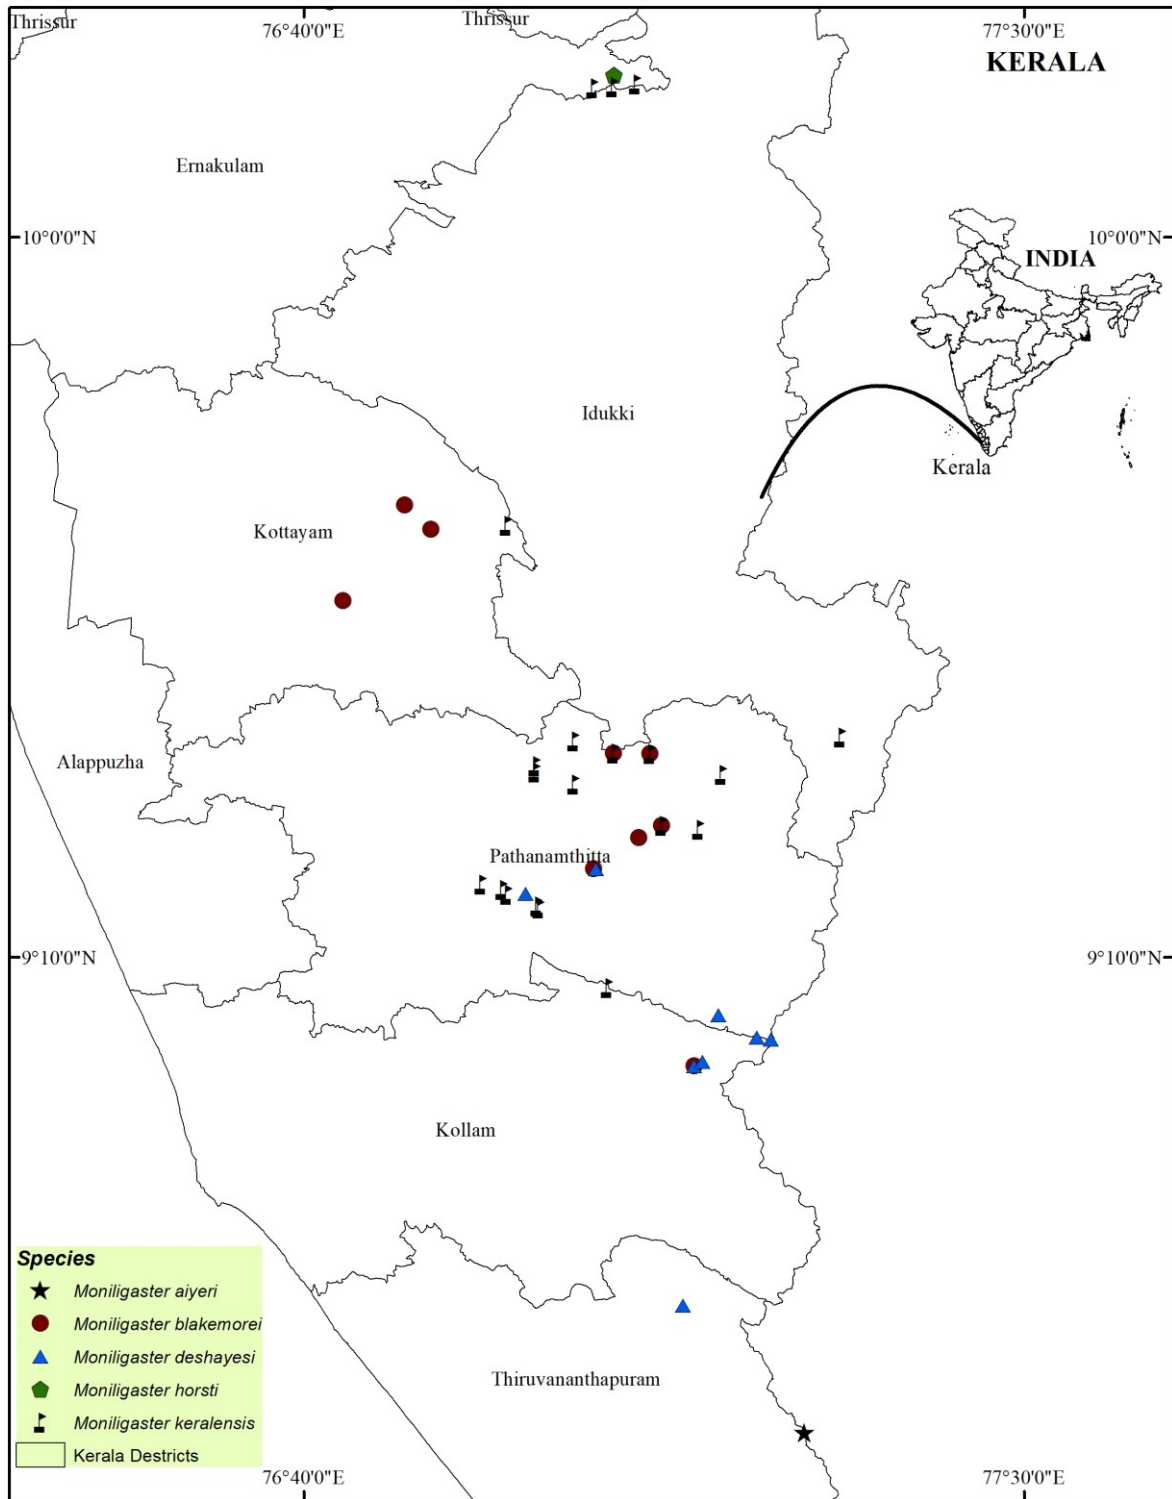 Thrissur
Thrissur
76°40'0"E
77°30'0"E
KERALA
Ernakulam
10°0'0"N
10°0'0"N
INDIA
Idukki
Kerala
Kottayam
Alappuzha
Pathanamthitta
9°10'0"N
9°10'0"N
Kollam
Species
Moniligaster aiyeri
Moniligaster blakemorei
Moniligaster deshayesi
Moniligaster horsti
Moniligaster keralensis
Kerala Destricts
Thiruvananthapuram
76°40'0"E
77°30'0"E